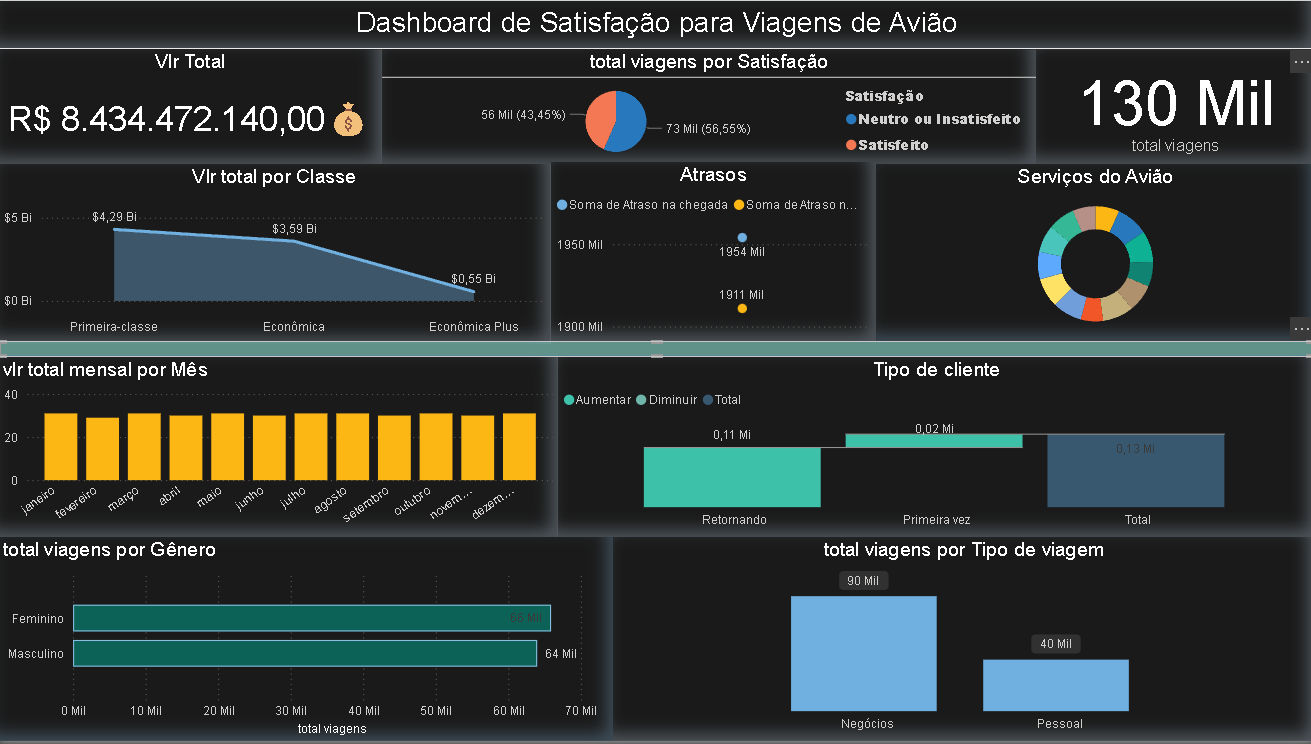 Dashboard de Satisfação para Viagens de Avião
Vlr Total
R$ 8.434.472.140,00
$
total viagens por Satisfação
56 Mil (43,45%)
73 Mil (56,55%)
Satisfação
Neutro ou Insatisfeito
Satisfeito
130 Mil
total viagens
Vlr total por Classe
$5 Bi
$0 Bi
$4,29 Bi
$3,59 Bi
$0,55 Bi
Primeira-classe
Econômica
Econômica Plus
Atrasos
Soma de Atraso na chegada
Soma de Atraso n...
1950 Mil
1900 Mil
1954 Mil
1911 Mil
Serviços do Avião
vlr total mensal por Mês
40
20
0
janeiro
fevereiro
março
abril
maio
junho
julho
agosto
setembro
outubro
novem...
dezem...
Tipo de cliente
Aumentar
Diminuir
Total
0,11 Mi
0,02 Mi
0,13 Mi
Retornando
Primeira vez
Total
total viagens por Gênero
Feminino
Masculino
64 Mil
0 Mil
10 Mil
20 Mil
30 Mil
40 Mil
50 Mil
60 Mil
70 Mil
total viagens
total viagens por Tipo de viagem
90 Mil
40 Mil
Negócios
Pessoal